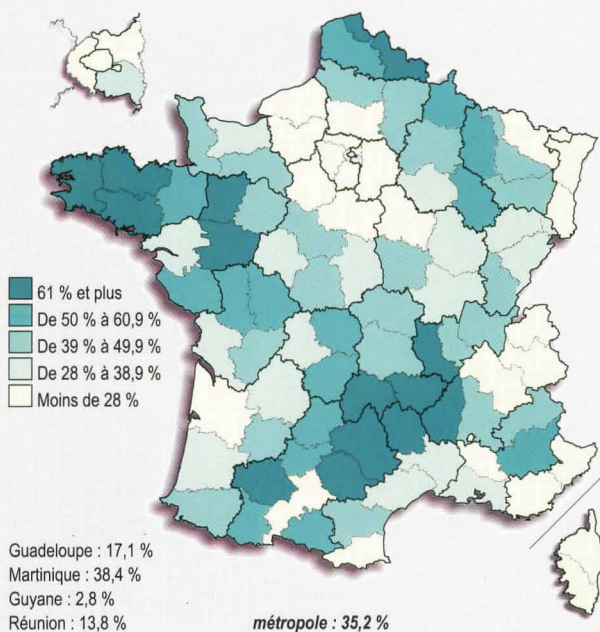 61 % et plus
De 50 % à 60,9 %
De 39 % à 49,9 %
De 28 % à 38,9 %
Moins de 28 %
Guadeloupe : 17,1 %
Martinique : 38,4 %
Guyane : 2,8 %
Réunion : 13,8 %
métropole : 35,2 %